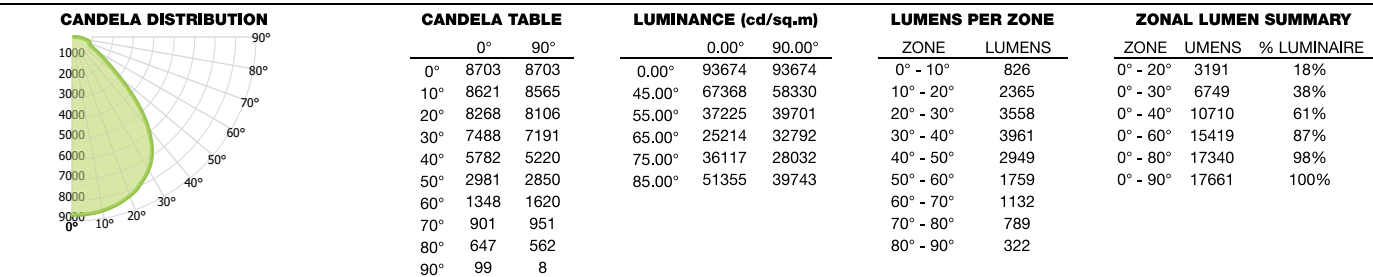 CANDELA DISTRIBUTION
90°
80°
70°
60°
50°
40°
30°
20°
10°
0°
1000
2000
3000
4000
5000
6000
7000
8000
9000
CANDELA TABLE
0° 90°
0° 8703 8703
10° 8621 8565
20° 8268 8106
30° 7488 7191
40° 5782 5220
50° 2981 2850
60° 1348 1620
70° 901 951
80° 647 562
90° 99 8
LUMINANCE (cd/sq.m)
0.00° 90.00°
0.00° 93674 93674
45.00° 67368 58330
55.00° 37225 39701
65.00° 25214 32792
75.00° 36117 28032
85.00° 51355 39743
LUMENS PER ZONE
ZONE LUMENS
0° - 10° 826
10° - 20° 2365
20° - 30° 3558
30° - 40° 3961
40° - 50° 2949
50° - 60° 1759
60° - 70° 1132
70° - 80° 789
80° - 90° 322
ZONAL LUMEN SUMMARY
ZONE UMENS % LUMINAIRE
0° - 20° 3191 18%
0° - 30° 6749 38%
0° - 40° 10710 61%
0° - 60° 15419 87%
0° - 80° 17340 98%
0° - 90° 17661 100%